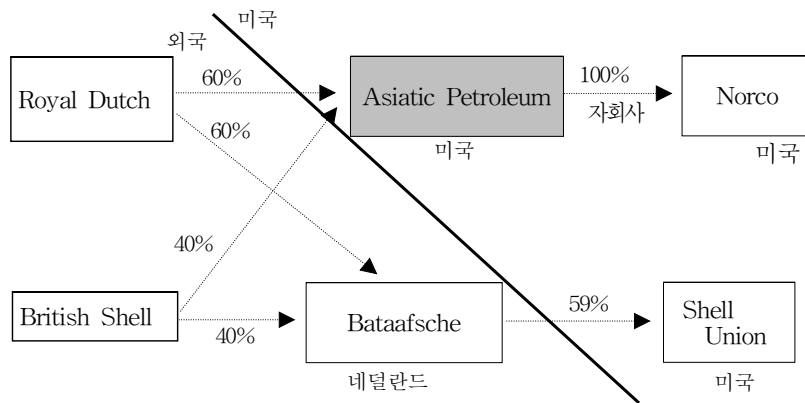 미국
외국
60%
100%
Royal Dutch
Asiatic Petroleum
Norco
자회사
60%
미국
미국
40%
59%
British Shell
Bataafsche
Shell
Union
40%
네덜란드
미국